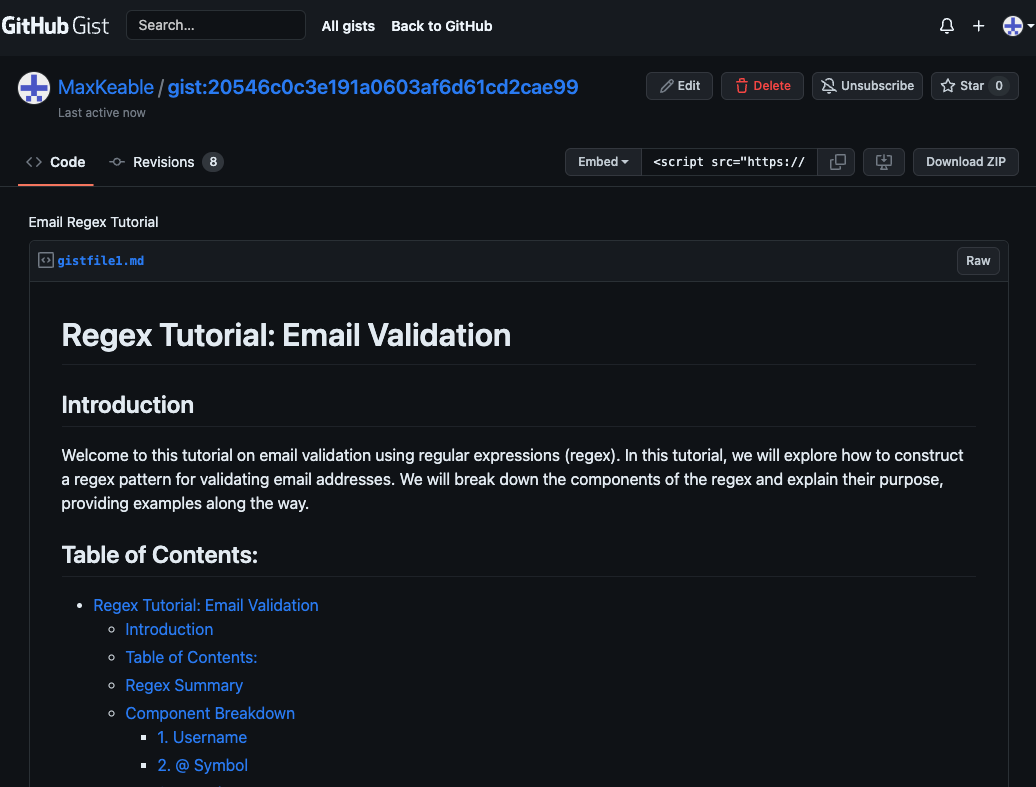 GitHub Gist Search... All gists Back to GitHub
MaxKeable / gist:20546c0c3e191a0603af6d61cd2cae99 Edit Delete Unsubscribe Star 0
Last active now
Code Revisions 8 Embed <script src="https:// Download ZIP
Email Regex Tutorial
gistfile1.md Raw
Regex Tutorial: Email Validation
Introduction
Welcome to this tutorial on email validation using regular expressions (regex). In this tutorial, we will explore how to construct
a regex pattern for validating email addresses. We will break down the components of the regex and explain their purpose,
providing examples along the way.
Table of Contents:
Regex Tutorial: Email Validation
Introduction
Table of Contents:
Regex Summary
Component Breakdown
1. Username
2. @ Symbol